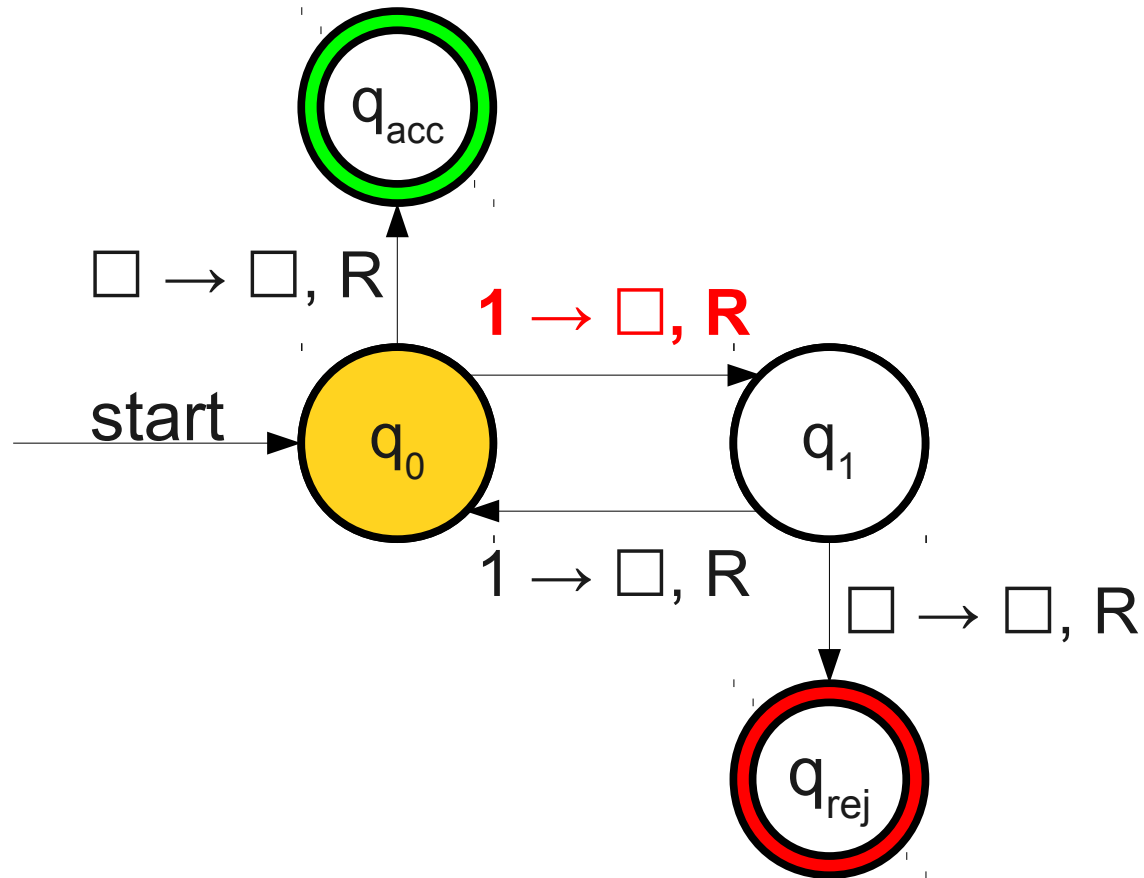 q_acc
□ → □, R
1 → □, R
start
q_0
q_1
1 → □, R
□ → □, R
q_rej